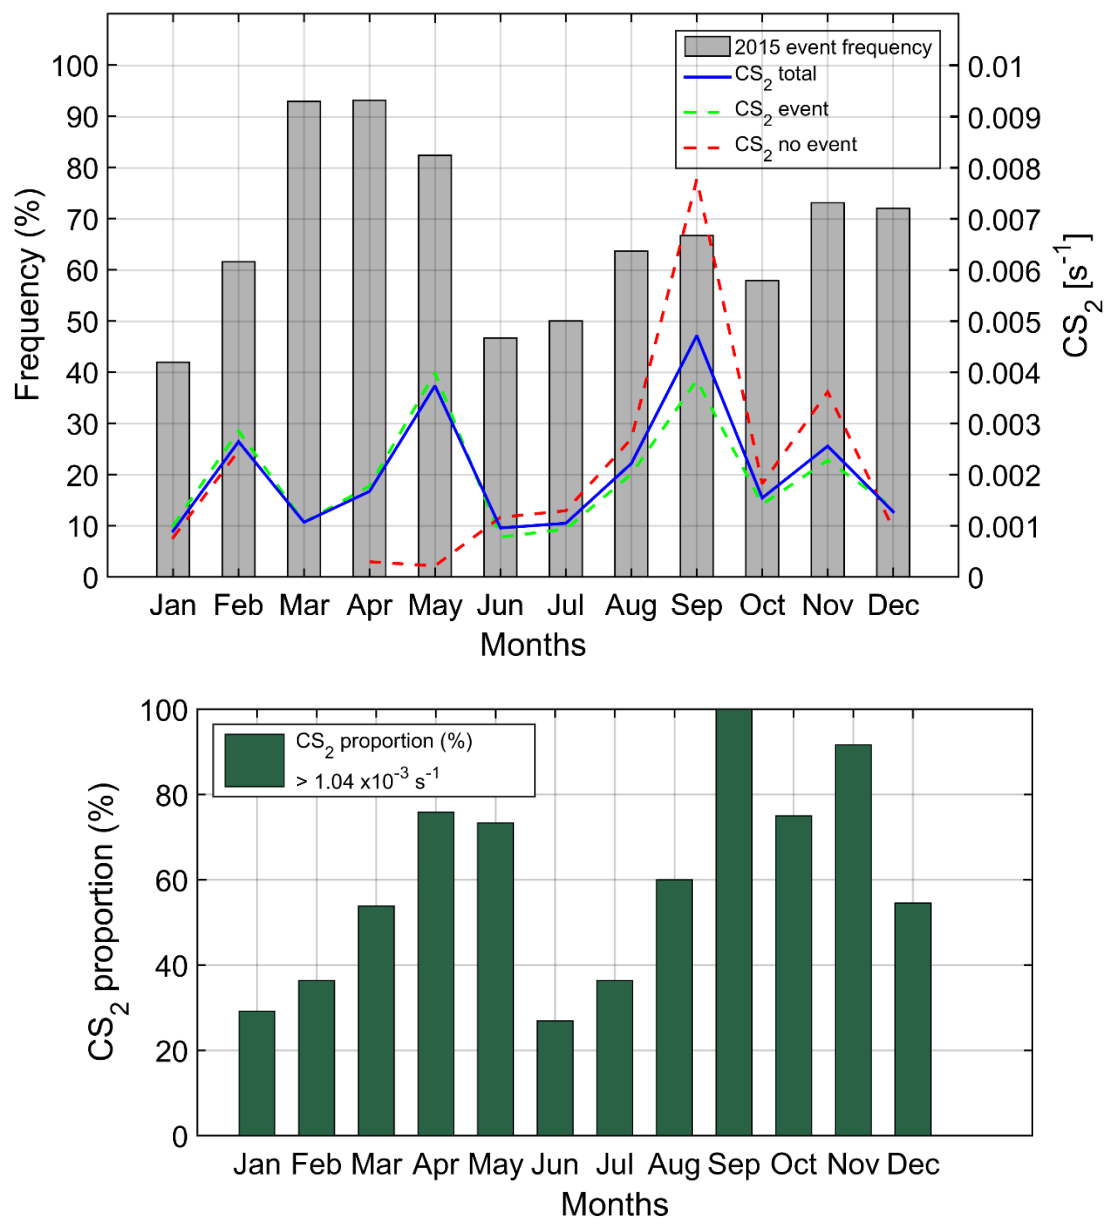 2015 event frequency
CS2 total
CS2 event
CS2 no event
Frequency (%)
100
90
80
70
60
50
40
30
20
10
0
0.01
0.009
0.008
0.007
0.006
0.005
0.004
0.003
0.002
0.001
0
CS2 [s-1]
Jan Feb Mar Apr May Jun Jul Aug Sep Oct Nov Dec
Months
CS2 proportion (%)
> 1.04 x10-3 s-1
CS2 proportion (%)
100
80
60
40
20
0
Jan Feb Mar Apr May Jun Jul Aug Sep Oct Nov Dec
Months